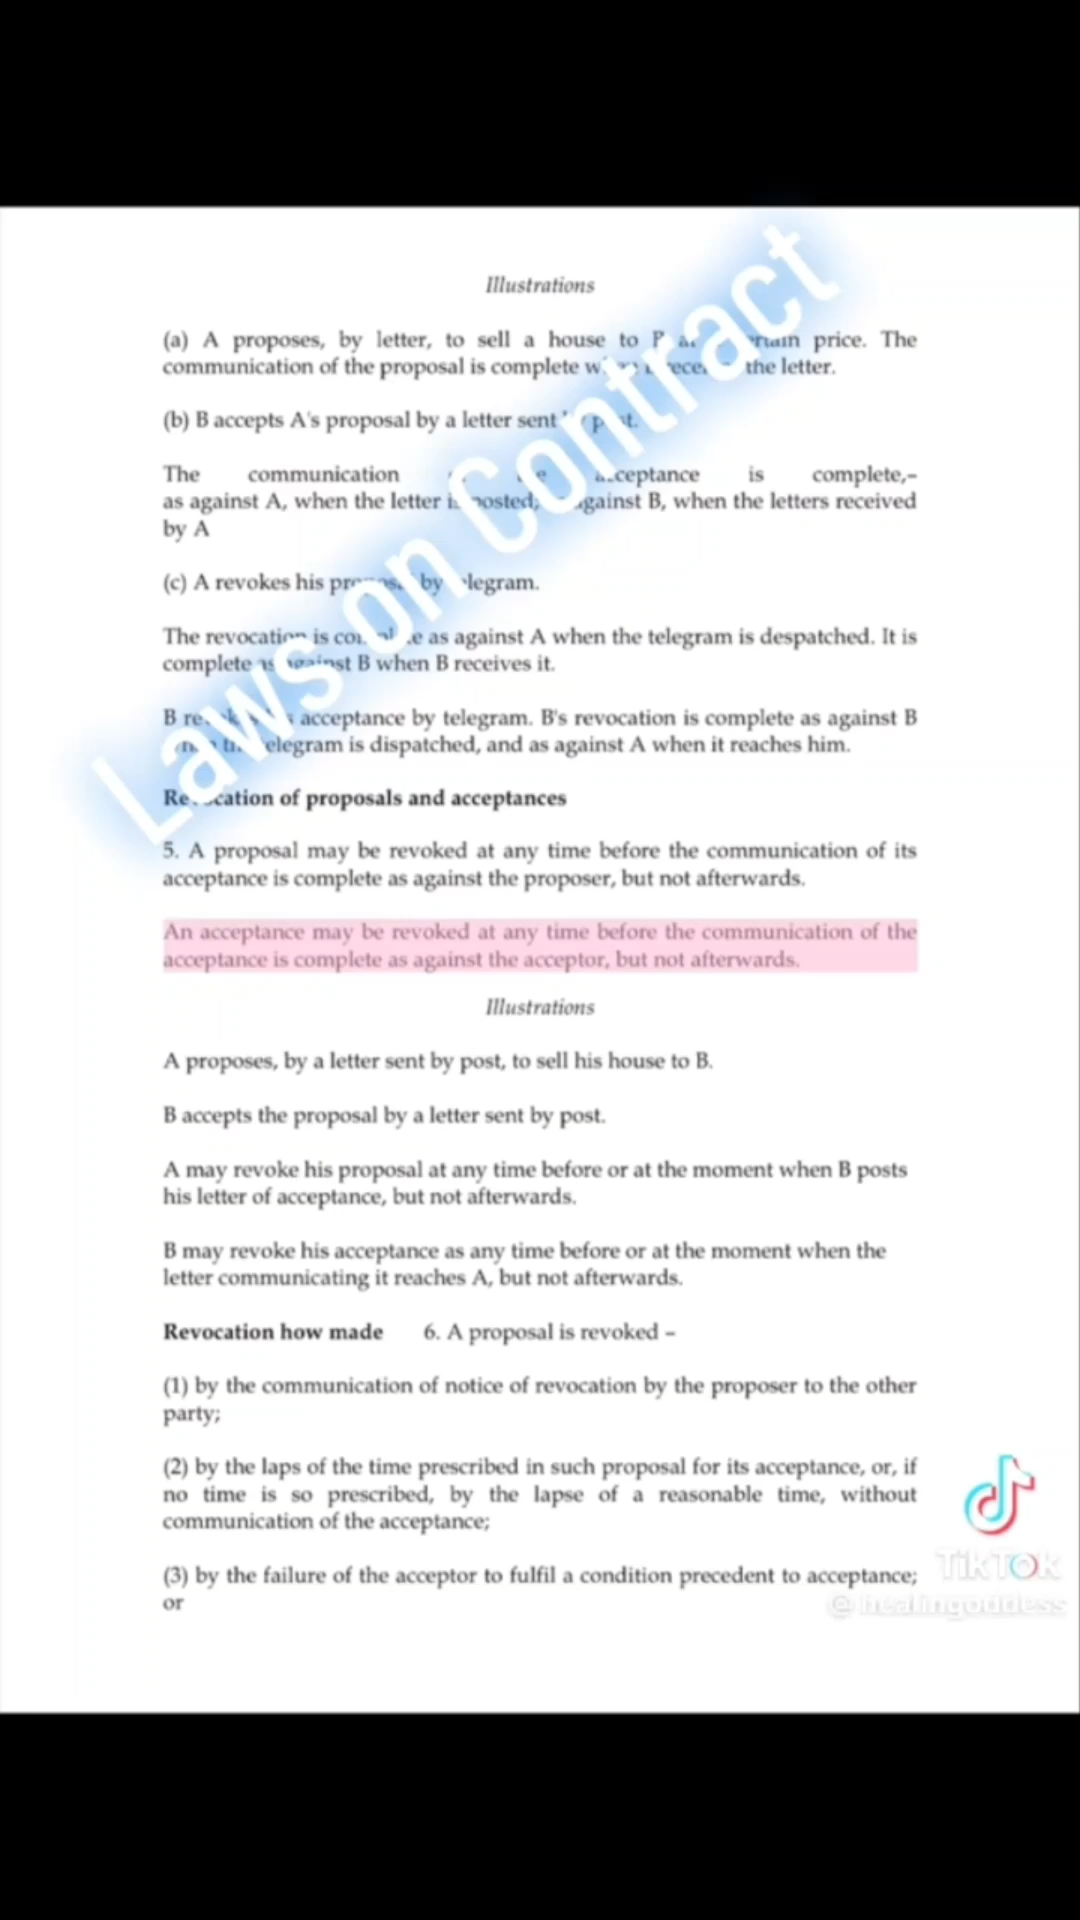 Illustrations
(a) A proposes, by letter, to sell a house to price. The
communication of the proposal is complete the letter.
(b) B accepts A's proposal by a letter sent
The communication acceptance is complete,–
as against A, when the letter is posted; against B, when the letters received
by A
(c) A revokes his by telegram.
The revocation is as against A when the telegram is despatched. It is
complete as against B when B receives it.
B acceptance by telegram. B's revocation is complete as against B
telegram is dispatched, and as against A when it reaches him.
Laws on Contract
Revocation of proposals and acceptances
5. A proposal may be revoked at any time before the communication of its
acceptance is complete as against the proposer, but not afterwards.
An acceptance may be revoked at any time before the communication of the
acceptance is complete as against the acceptor, but not afterwards.
Illustrations
A proposes, by a letter sent by post, to sell his house to B.
B accepts the proposal by a letter sent by post.
A may revoke his proposal at any time before or at the moment when B posts
his letter of acceptance, but not afterwards.
B may revoke his acceptance as any time before or at the moment when the
letter communicating it reaches A, but not afterwards.
Revocation how made 6. A proposal is revoked –
(1) by the communication of notice of revocation by the proposer to the other
party;
(2) by the laps of the time prescribed in such proposal for its acceptance, or, if
no time is so prescribed, by the lapse of a reasonable time, without
communication of the acceptance;
(3) by the failure of the acceptor to fulfil a condition precedent to acceptance;
or
TikTok
@healingoddess